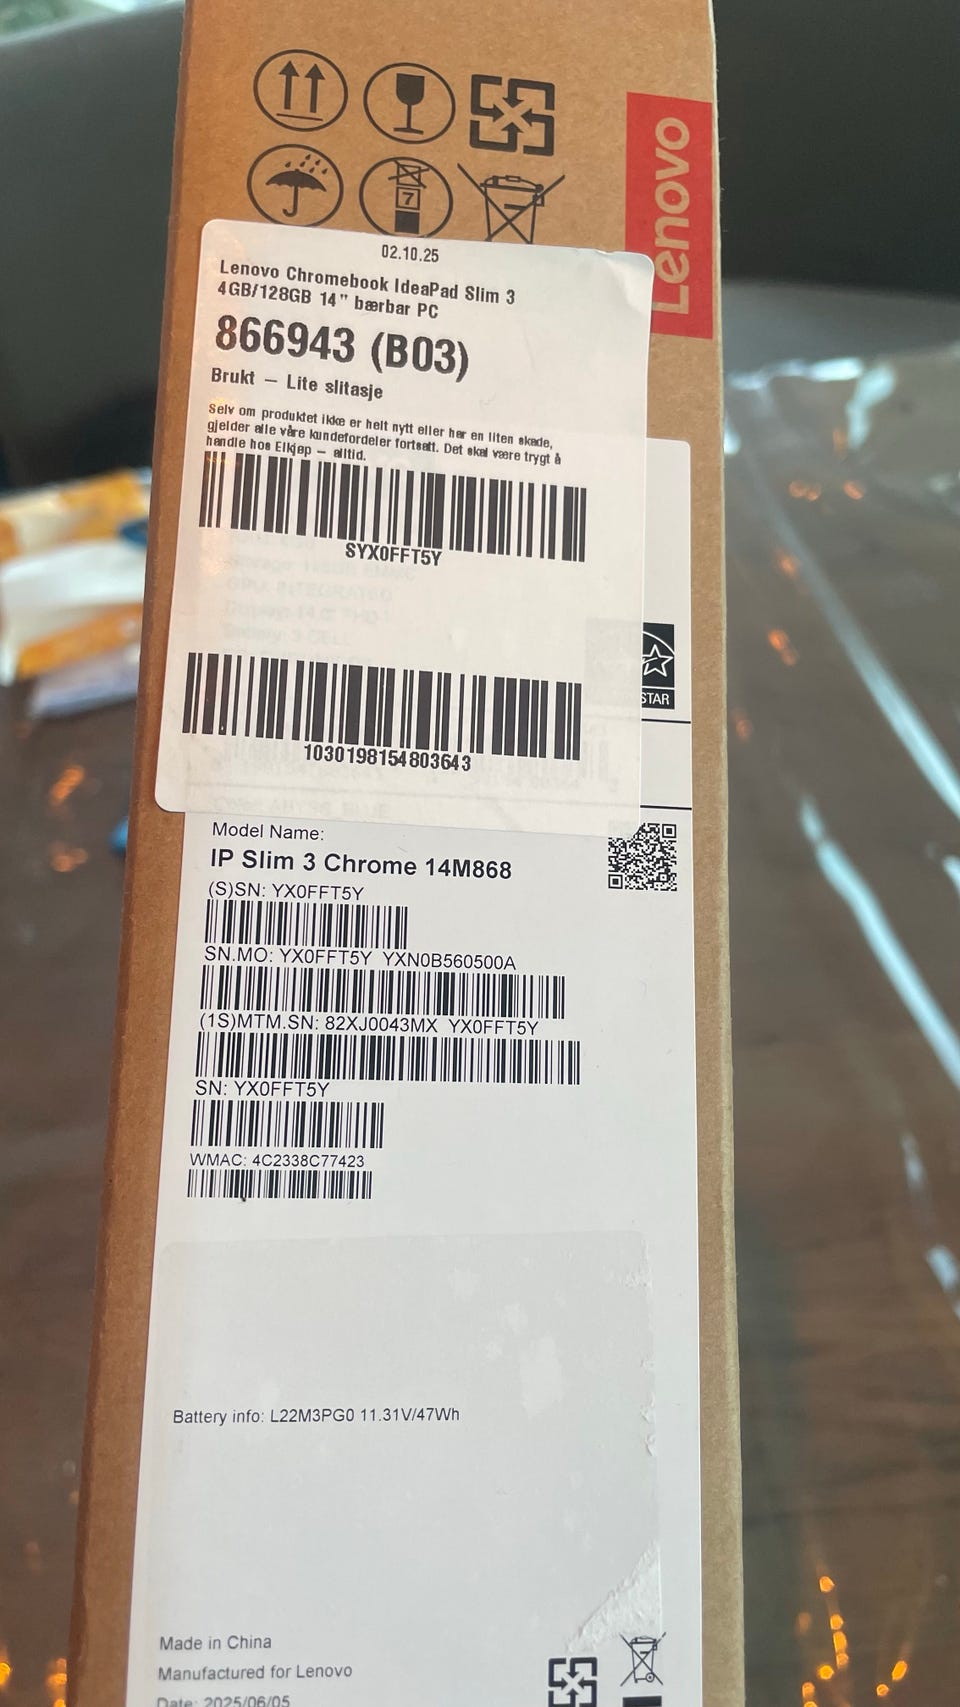 Lenovo
7
02.10.25
Lenovo Chromebook IdeaPad Slim 3
4GB/128GB 14" bærbar PC
866943 (B03)
Brukt – Lite slitasje
Selv om produktet ikke er helt nytt eller har en liten skade,
gjelder alle våre kundefordeler fortsatt. Det skal være trygt å
handle hos Elkjøp – alltid.
SYX0FFT5Y
STAR
1030198154803643
Model Name:
IP Slim 3 Chrome 14M868
(S)SN: YX0FFT5Y
SN.MO: YX0FFT5Y YXN0B560500A
(1S)MTM.SN: 82XJ0043MX YX0FFT5Y
SN: YX0FFT5Y
WMAC: 4C2338C77423
Battery info: L22M3PG0 11.31V/47Wh
Made in China
Manufactured for Lenovo
Date: 2025/06/05